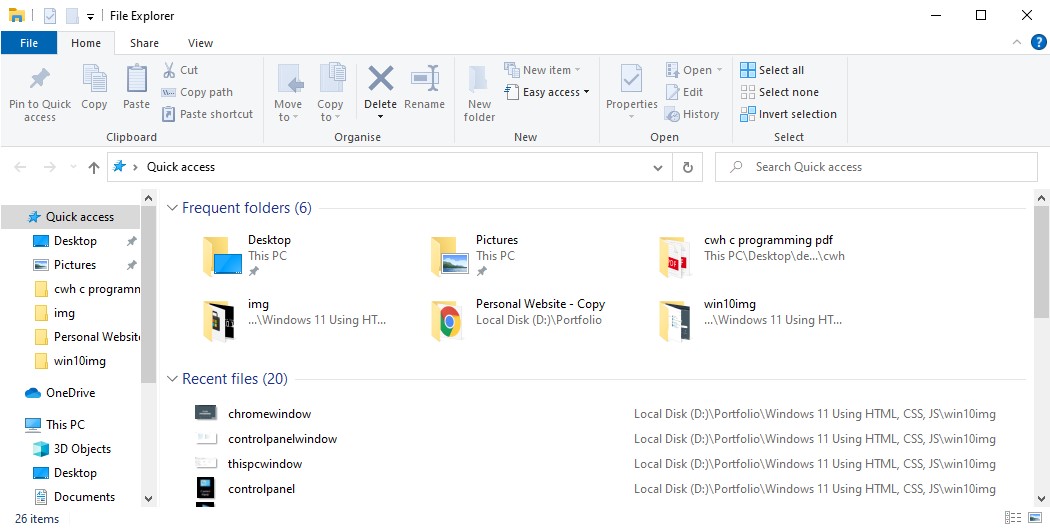 File Explorer
File Home Share View
Pin to Quick access
Copy
Paste
Cut
Copy path
Paste shortcut
Clipboard
Move to
Copy to
Delete
Rename
Organise
New folder
New item
Easy access
New
Properties
Open
Edit
History
Open
Select all
Select none
Invert selection
Select
Quick access
Search Quick access
Quick access
Desktop
Pictures
cwh c programn
img
Personal Websit
win10img
OneDrive
This PC
3D Objects
Desktop
Documents
Frequent folders (6)
Desktop
This PC
Pictures
This PC
cwh c programming pdf
This PC\Desktop\de...\cwh
img
...\Windows 11 Using HT...
Personal Website - Copy
Local Disk (D:)\Portfolio
win10img
...\Windows 11 Using HT...
Recent files (20)
chromewindow Local Disk (D:)\Portfolio\Windows 11 Using HTML, CSS, JS\win10img
controlpanelwindow Local Disk (D:)\Portfolio\Windows 11 Using HTML, CSS, JS\win10img
thispcwindow Local Disk (D:)\Portfolio\Windows 11 Using HTML, CSS, JS\win10img
controlpanel Local Disk (D:)\Portfolio\Windows 11 Using HTML, CSS, JS\win10img
26 items